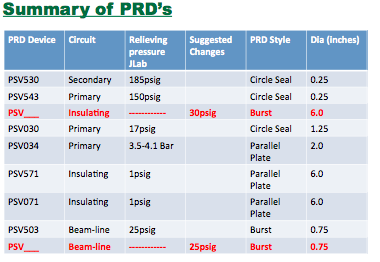 Summary of PRD's
PRD Device Circuit Relieving pressure JLab Suggested Changes PRD Style Dia (inches)
PSV530 Secondary 185psig Circle Seal 0.25
PSV543 Primary 150psig Circle Seal 0.25
PSV___ Insulating ------------ 30psig Burst 6.0
PSV030 Primary 17psig Circle Seal 1.25
PSV034 Primary 3.5-4.1 Bar Parallel Plate 2.0
PSV571 Insulating 1psig Parallel Plate 6.0
PSV071 Insulating 1psig Parallel Plate 6.0
PSV503 Beam-line 25psig Burst 0.75
PSV___ Beam-line ------------ 25psig Burst 0.75